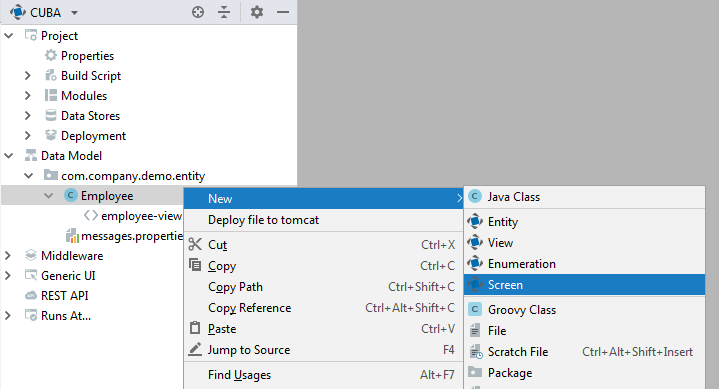 CUBA
Project
Properties
Build Script
Modules
Data Stores
Deployment
Data Model
com.company.demo.entity
Employee
employee-view
messages.propertie
Middleware
Generic UI
REST API
Runs At...
New
Deploy file to tomcat
Cut Ctrl+X
Copy Ctrl+C
Copy Path Ctrl+Shift+C
Copy Reference Ctrl+Alt+Shift+C
Paste Ctrl+V
Jump to Source F4
Find Usages Alt+F7
Java Class
Entity
View
Enumeration
Screen
Groovy Class
File
Scratch File Ctrl+Alt+Shift+Insert
Package